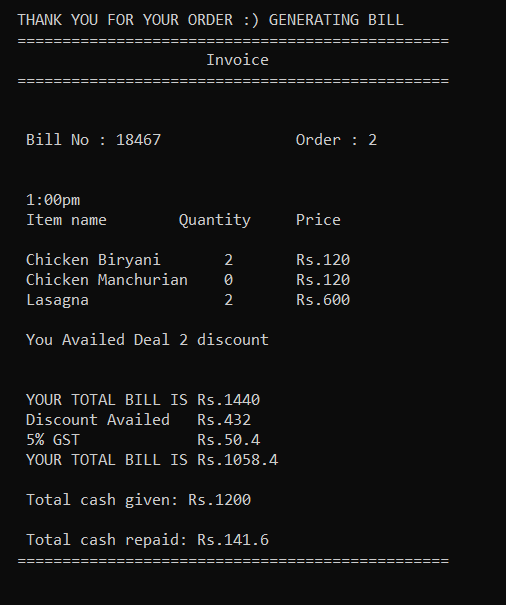 THANK YOU FOR YOUR ORDER :) GENERATING BILL
================================================
Invoice
================================================
Bill No : 18467 Order : 2
1:00pm
Item name Quantity Price
Chicken Biryani 2 Rs.120
Chicken Manchurian 0 Rs.120
Lasagna 2 Rs.600
You Availed Deal 2 discount
YOUR TOTAL BILL IS Rs.1440
Discount Availed Rs.432
5% GST Rs.50.4
YOUR TOTAL BILL IS Rs.1058.4
Total cash given: Rs.1200
Total cash repaid: Rs.141.6
================================================